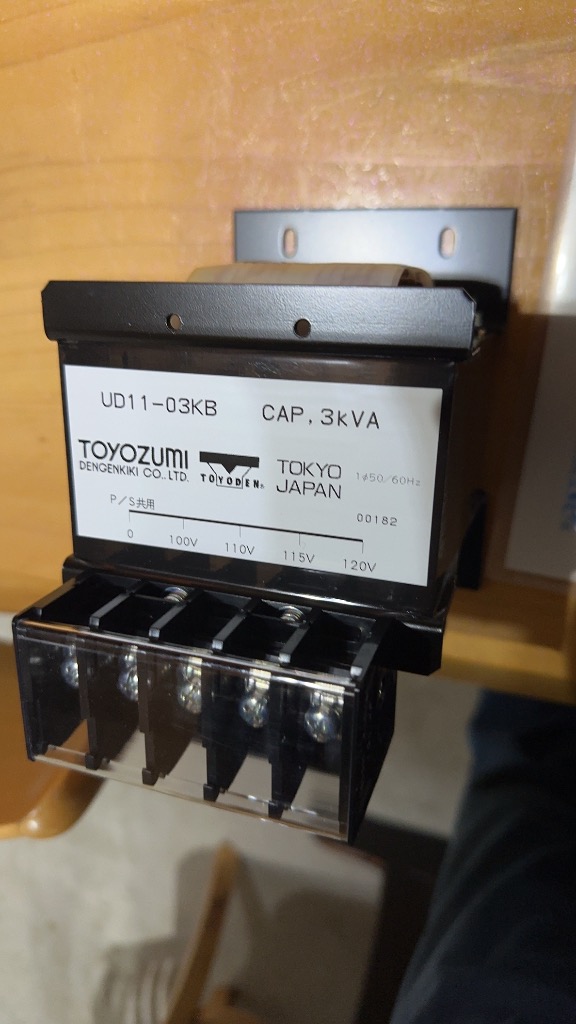 UD11-03KB CAP, 3kVA
TOYOZUMI
DENGENKIKI CO., LTD.
TOYODEN®
TOKYO
JAPAN
1ø50/60Hz
P/S共用
00182
0 100V 110V 115V 120V